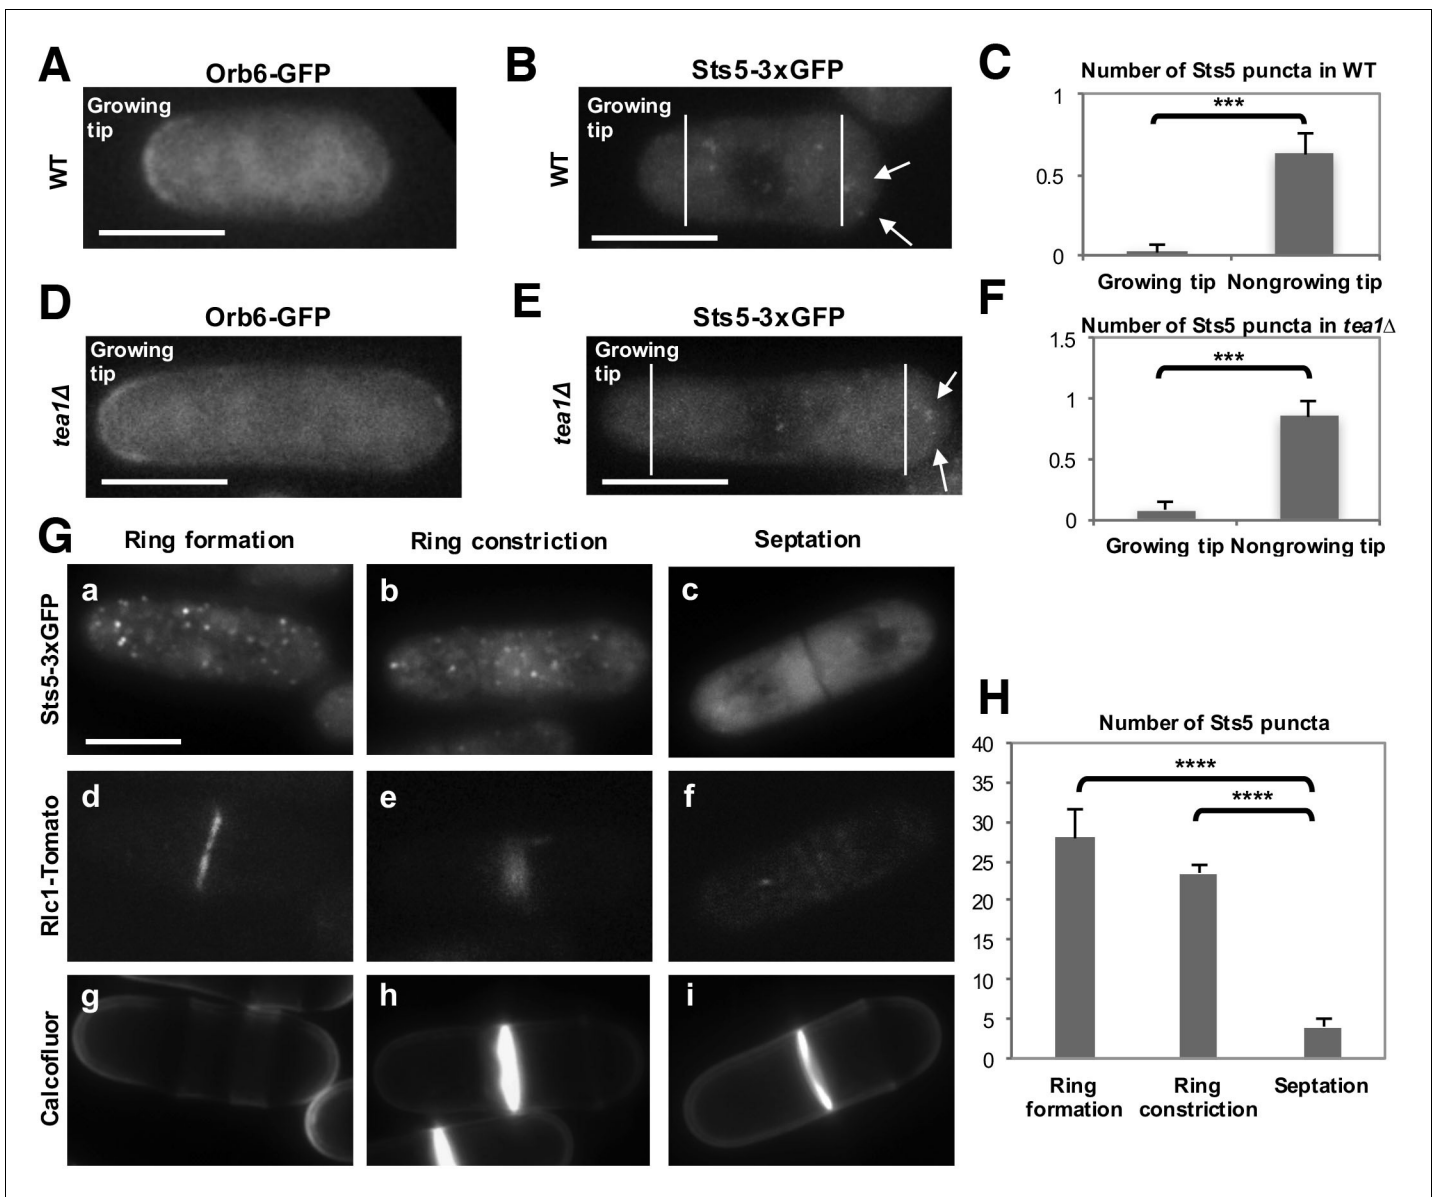 A
Orb6-GFP
Growing
tip
WT
B
Sts5-3xGFP
Growing
tip
WT
C
Number of Sts5 puncta in WT
***
1
0.5
0
Growing tip Nongrowing tip
D
Orb6-GFP
Growing
tip
tea1Δ
E
Sts5-3xGFP
Growing
tip
tea1Δ
F
Number of Sts5 puncta in tea1Δ
***
1.5
1
0.5
0
Growing tip Nongrowing tip
G
Ring formation
Ring constriction
Septation
Sts5-3xGFP
a
b
c
Rlc1-Tomato
d
e
f
Calcofluor
g
h
i
H
Number of Sts5 puncta
****
****
40
35
30
25
20
15
10
5
0
Ring
formation
Ring
constriction
Septation